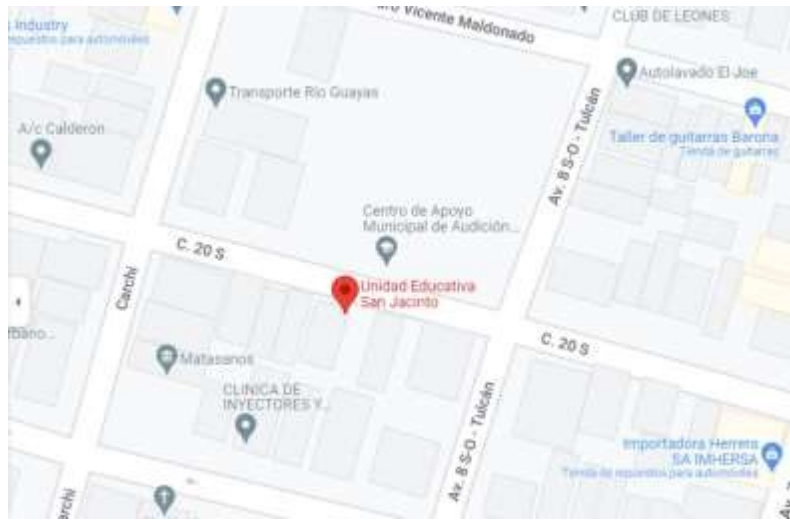 Industry
repuestos para automóviles
Vicente Maldonado
CLUB DE LEONES
Transporte Rio Guayas
Autolavado El Joe
A/c Calderon
Taller de guitarras Barona
Tienda de guitarras
Av. 8 S-O - Tulcán
Centro de Apoyo
Municipal de Audición...
C. 20 S
Carchi
Unidad Educativa
San Jacinto
C. 20 S
Matasanos
CLINICA DE
INYECTORES Y...
Av. 8 S-O - Tulcán
Importadora Herrera
SA IMHERSA
Tienda de repuestos para automóviles